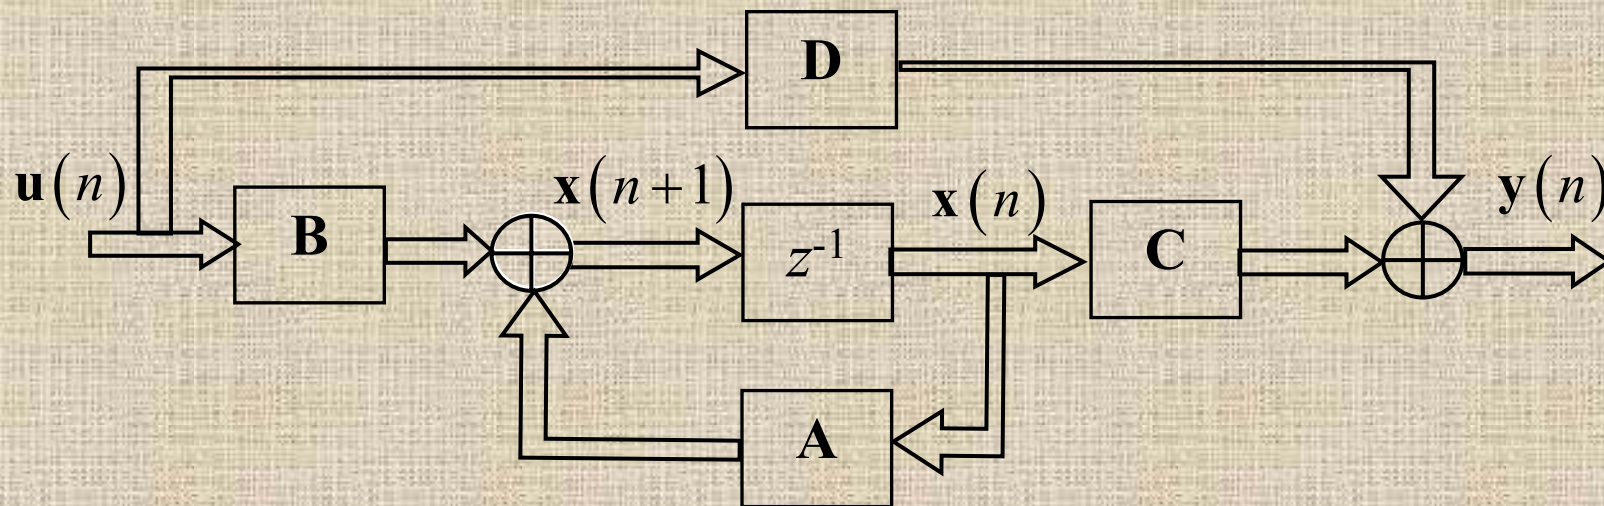 D
u(n)
B
x(n+1)
z⁻¹
x(n)
C
y(n)
A